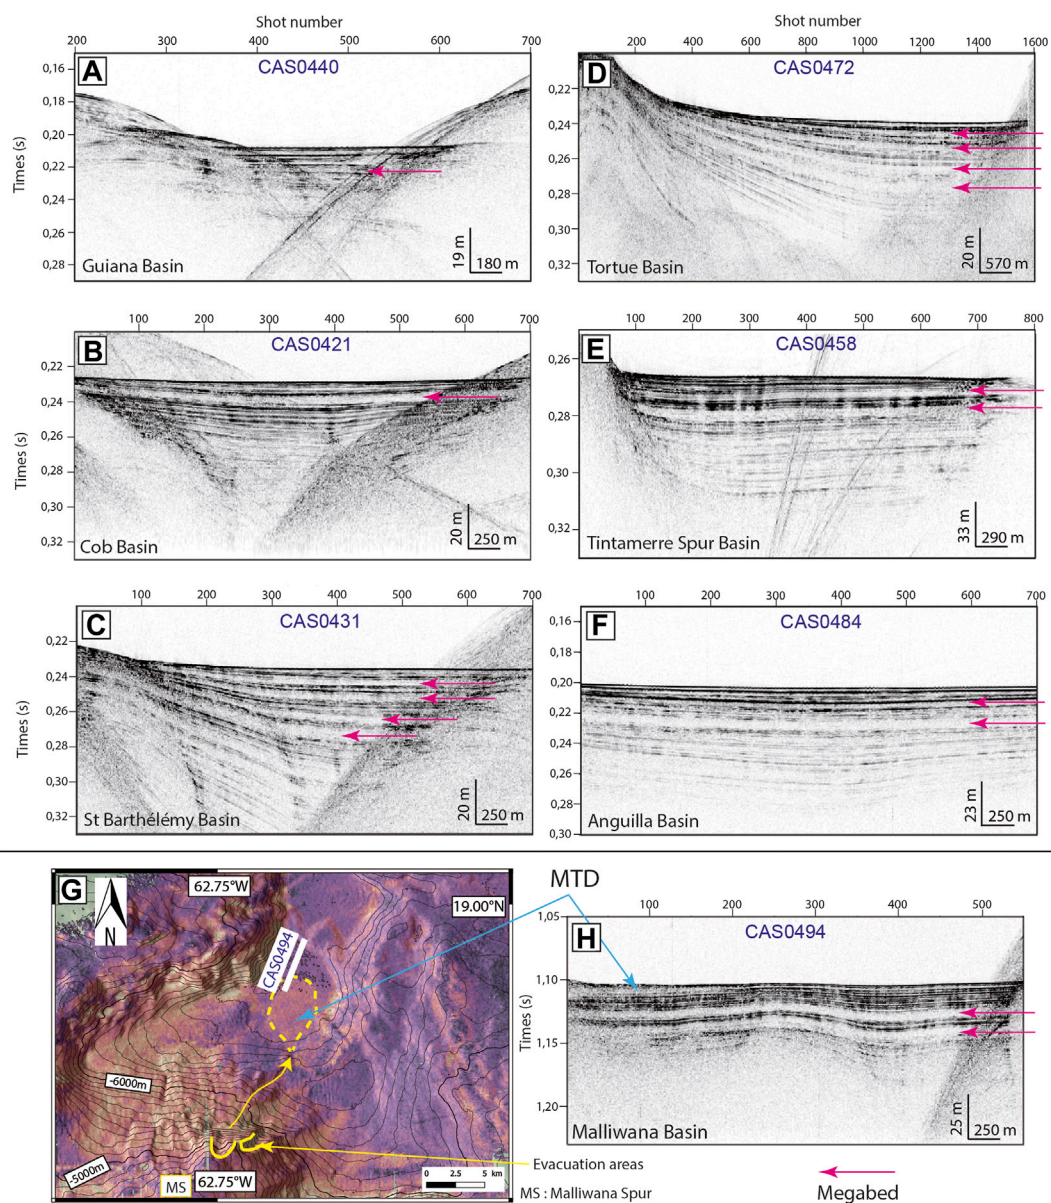 Shot number
200 300 400 500 600 700
A
CAS0440
0,16
0,18
0,20
0,22
0,24
0,26
0,28
Times (s)
19 m
180 m
Guiana Basin
Shot number
200 400 600 800 1000 1200 1400 1600
D
CAS0472
0,22
0,24
0,26
0,28
0,30
0,32
20 m
570 m
Tortue Basin
100 200 300 400 500 600 700
B
CAS0421
0,22
0,24
0,26
0,28
0,30
0,32
Times (s)
20 m
250 m
Cob Basin
100 200 300 400 500 600 700 800
E
CAS0458
0,26
0,28
0,30
0,32
33 m
290 m
Tintamerre Spur Basin
100 200 300 400 500 600 700
C
CAS0431
0,22
0,24
0,26
0,28
0,30
0,32
Times (s)
20 m
250 m
St Barthélémy Basin
100 200 300 400 500 600 700
F
CAS0484
0,16
0,20
0,22
0,24
0,26
0,28
0,30
23 m
250 m
Anguilla Basin
G
N
62.75°W
19.00°N
CAS0494
-6000m
-5000m
MS
62.75°W
0 2.5 5 km
MTD
Evacuation areas
MS : Malliwana Spur
100 200 300 400 500
H
CAS0494
1,05
1,10
1,15
1,20
Times (s)
25 m
250 m
Malliwana Basin
Megabed